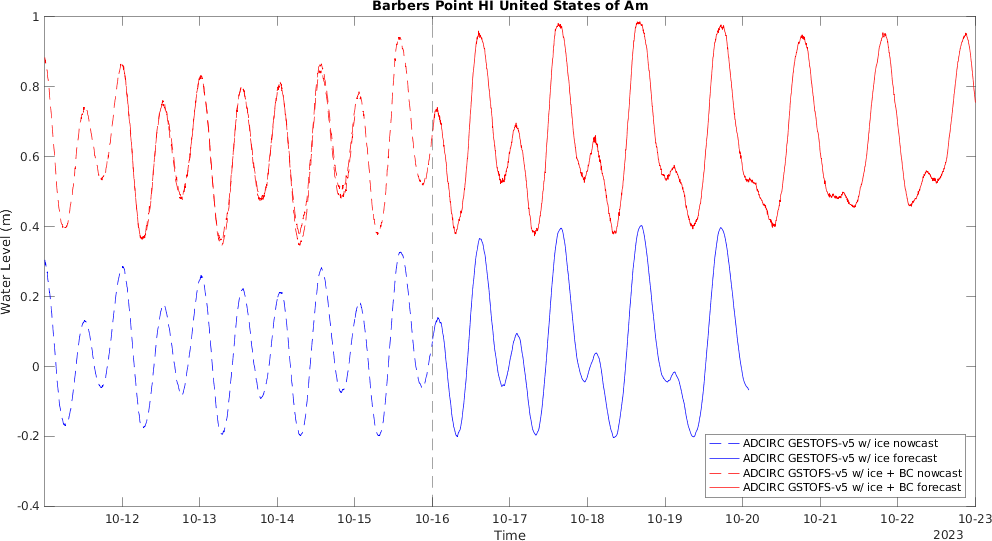 Barbers Point HI United States of Am
Water Level (m)
1
0.8
0.6
0.4
0.2
0
-0.2
-0.4
10-12 10-13 10-14 10-15 10-16 10-17 10-18 10-19 10-20 10-21 10-22 10-23
Time
2023
ADCIRC GESTOFS-v5 w/ ice nowcast
ADCIRC GESTOFS-v5 w/ ice forecast
ADCIRC GSTOFS-v5 w/ ice + BC nowcast
ADCIRC GSTOFS-v5 w/ ice + BC forecast